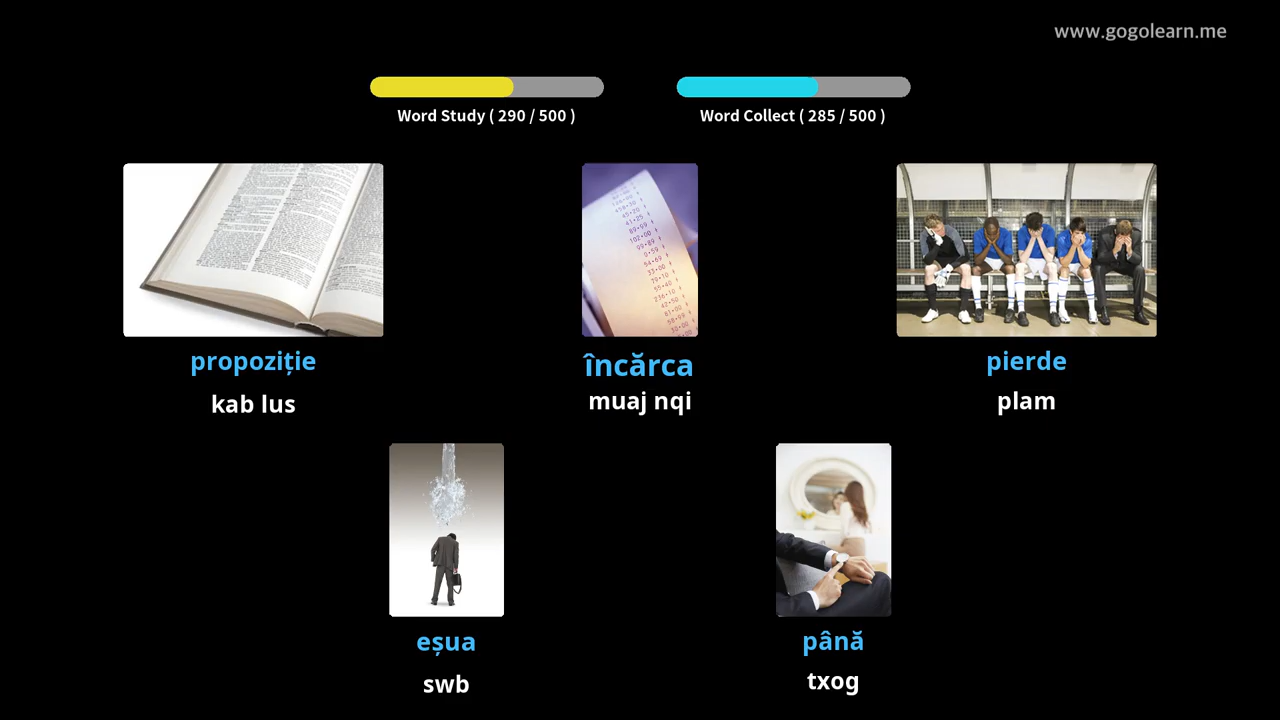 www.gogolearn.me
Word Study ( 290 / 500 )
Word Collect ( 285 / 500 )
propoziție
încărca
pierde
kab lus
muaj nqi
plam
eșua
până
swb
txog